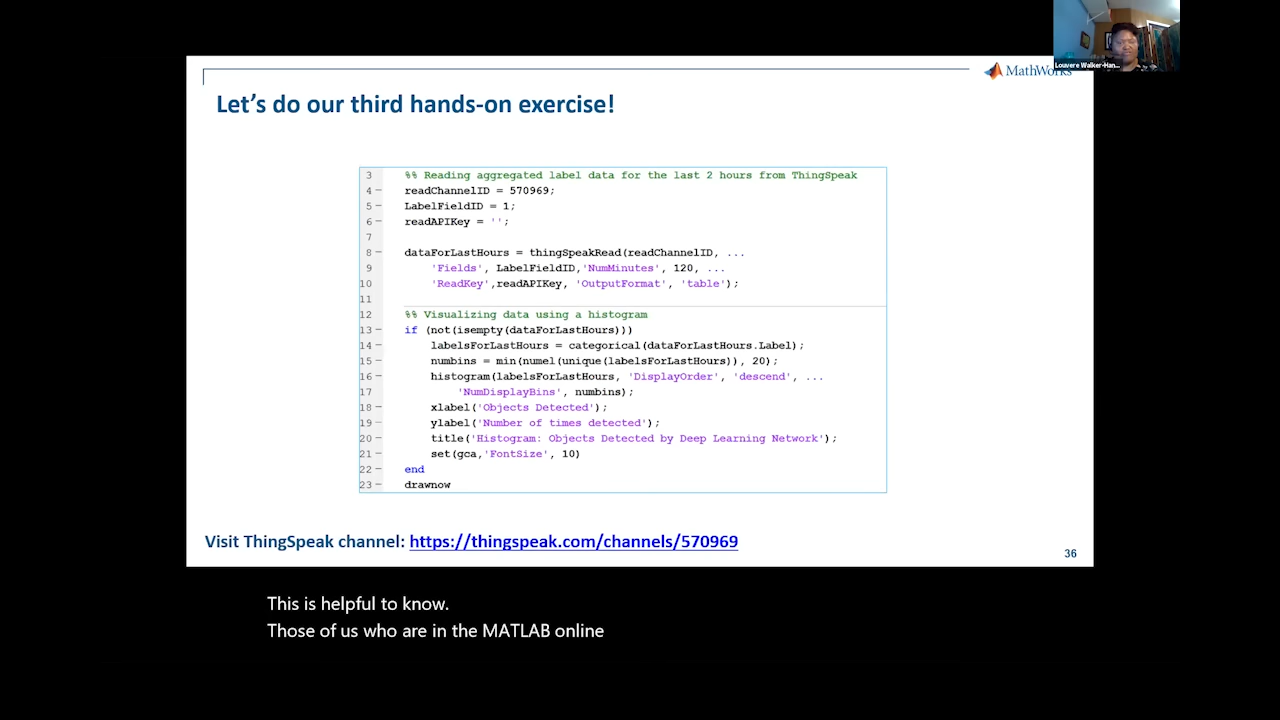 Louvere Walker-Han...
MathWorks
Let's do our third hands-on exercise!
3 %% Reading aggregated label data for the last 2 hours from ThingSpeak
4 – readChannelID = 570969;
5 – LabelFieldID = 1;
6 – readAPIKey = '';
7
8 – dataForLastHours = thingSpeakRead(readChannelID, ...
9 'Fields', LabelFieldID,'NumMinutes', 120, ...
10 'ReadKey',readAPIKey, 'OutputFormat', 'table');
11
12 %% Visualizing data using a histogram
13 – if (not(isempty(dataForLastHours)))
14 – labelsForLastHours = categorical(dataForLastHours.Label);
15 – numbins = min(numel(unique(labelsForLastHours)), 20);
16 – histogram(labelsForLastHours, 'DisplayOrder', 'descend', ...
17 'NumDisplayBins', numbins);
18 – xlabel('Objects Detected');
19 – ylabel('Number of times detected');
20 – title('Histogram: Objects Detected by Deep Learning Network');
21 – set(gca,'FontSize', 10)
22 – end
23 – drawnow
Visit ThingSpeak channel: https://thingspeak.com/channels/570969
36
This is helpful to know.
Those of us who are in the MATLAB online